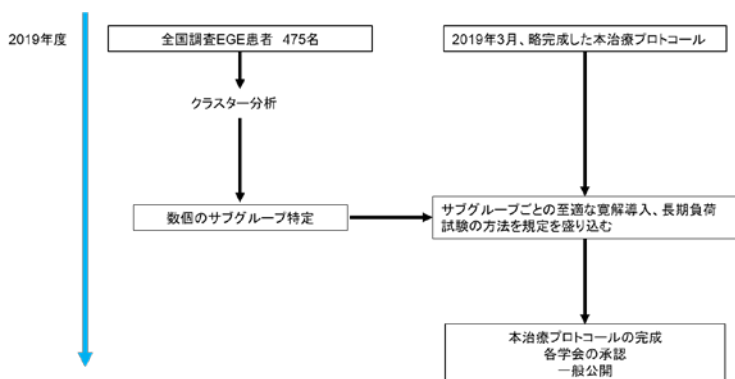 2019年度
全国調査EGE患者 475名
2019年3月、略完成した本治療プロトコール
クラスター分析
数個のサブグループ特定
サブグループごとの至適な寛解導入、長期負荷
試験の方法を規定を盛り込む
本治療プロトコールの完成
各学会の承認
一般公開